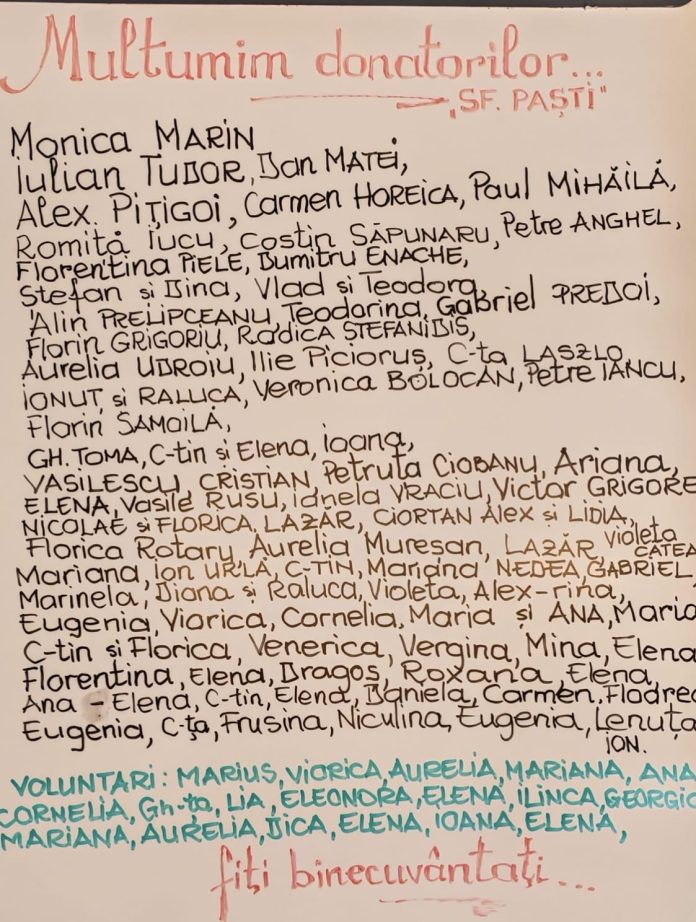 Multumim donatorilor...
„SF. PAȘTI"
Monica MARIN
Iulian TUDOR, Dan MATEI,
Alex. PIȚIGOI, Carmen HOREICA, Paul MIHĂILĂ,
Romită Iucu, Costin SĂPUNARU, Petre ANGHEL,
Florentina PIELE, Dumitru ENACHE,
Ștefan și Dina, Vlad și Teodora,
Alin PRELIPCEANU, Teodorina, Gabriel PREDOI,
Florin GRIGORIU, Rodica ȘTEFANIDIS,
Aurelia UDROIU, Ilie Picioruș, C-ta LASZLO
IONUȚ și RALUCA, Veronica BOLOCAN, Petre IANCU,
Florin SAMOILĂ,
GH. TOMA, C-tin și Elena, Ioana,
VASILESCU, CRISTIAN Petruta CIOBANU, Ariana,
ELENA, Vasile RUSU, Ionela VRACIU, Victor GRIGORE
NICOLAE și FLORICA, LAZĂR, CIORTAN Alex și LIDIA,
Florica Rotaru Aurelia Muresan, LAZĂR Violeta CATEA
Mariana, Ion URLĂ, C-TIN, Mariana NEDEA, GABRIEL.
Marinela, Diana și Raluca, Violeta, Alex-rina,
Eugenia, Viorica, Cornelia, Maria și ANA, Maria
C-tin și Florica, Venerica, Vergina, Mina, Elena
Florentina, Elena, Dragoș, Roxana, Elena,
Ana - Elena, C-tin, Elena, Daniela, Carmen, Floarea
Eugenia, C-ța, Frusina, Niculina, Eugenia, Lenuța
ION.
VOLUNTARI: MARIUS, VIORICA, AURELIA, MARIANA, ANA
CORNELIA, Gh-ța, LIA, ELEONORA, ELENA, ILINCA, GEORGIC
MARIANA, AURELIA, DICA, ELENA, IOANA, ELENA,
fiți binecuvântați...